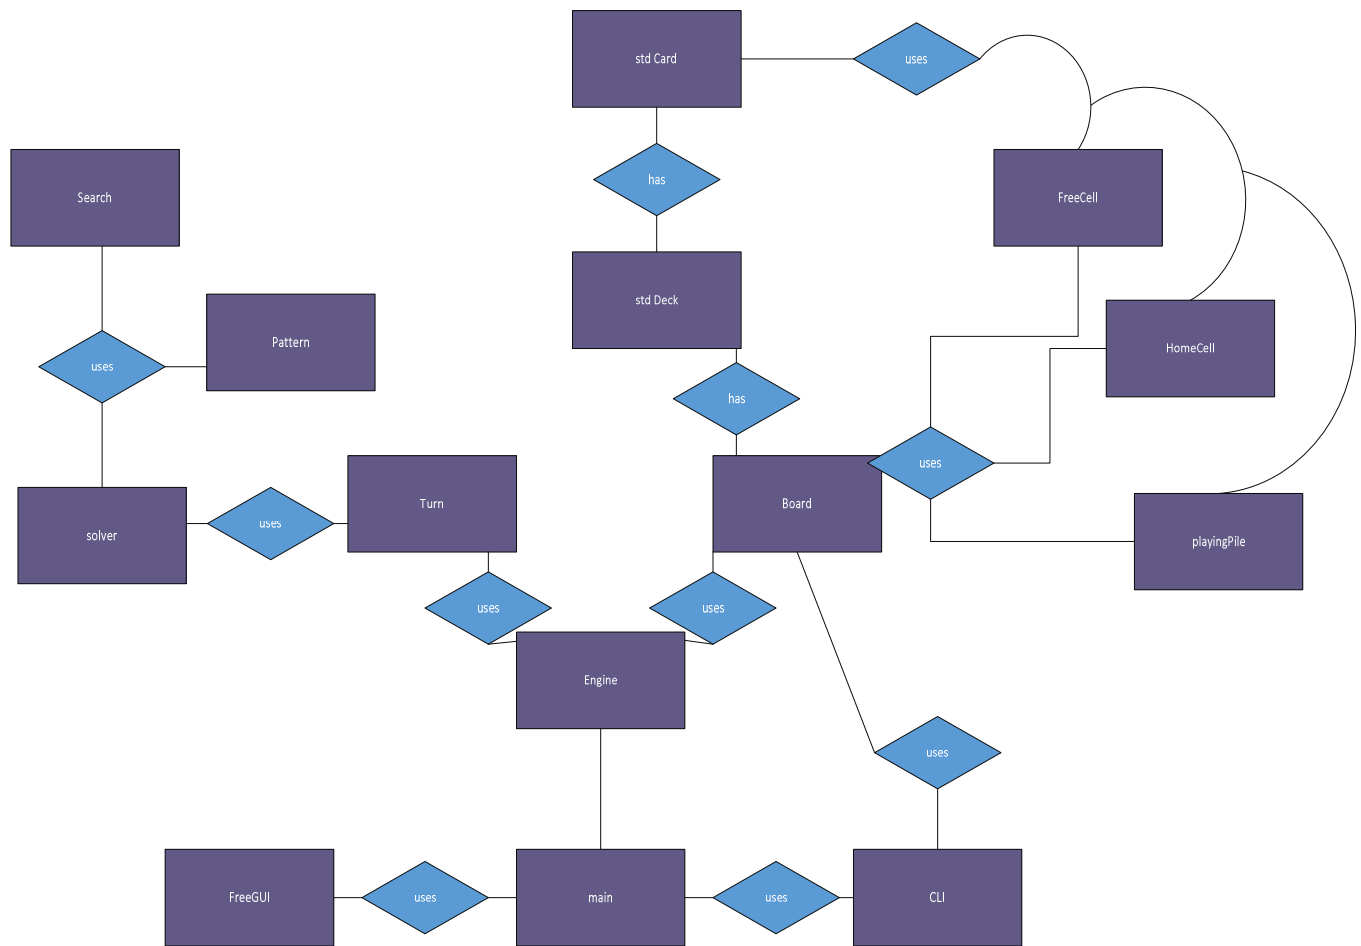 std Card
uses
has
Search
FreeCell
std Deck
Pattern
HomeCell
uses
has
uses
Turn
Board
solver
uses
playingPile
uses
uses
Engine
uses
FreeGUI
uses
main
uses
CLI